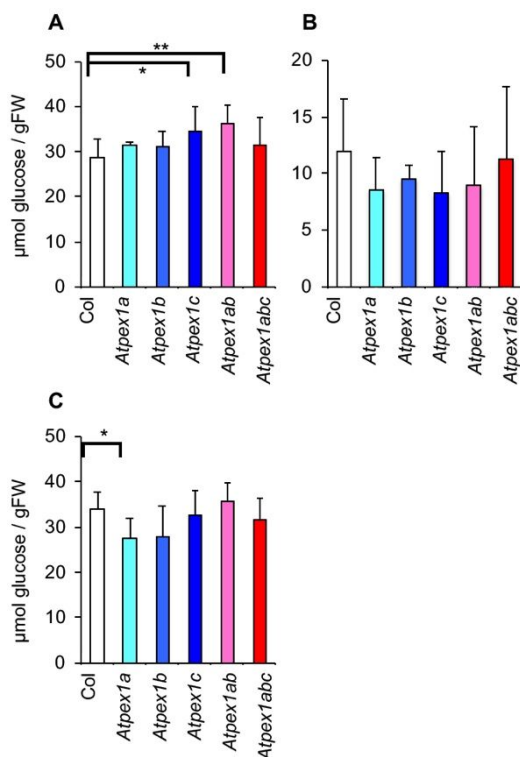 A
**
*
50
40
30
20
10
0
µmol glucose / gFW
Col
Atpex1a
Atpex1b
Atpex1c
Atpex1ab
Atpex1abc
B
20
15
10
5
0
Col
Atpex1a
Atpex1b
Atpex1c
Atpex1ab
Atpex1abc
C
*
50
40
30
20
10
0
µmol glucose / gFW
Col
Atpex1a
Atpex1b
Atpex1c
Atpex1ab
Atpex1abc